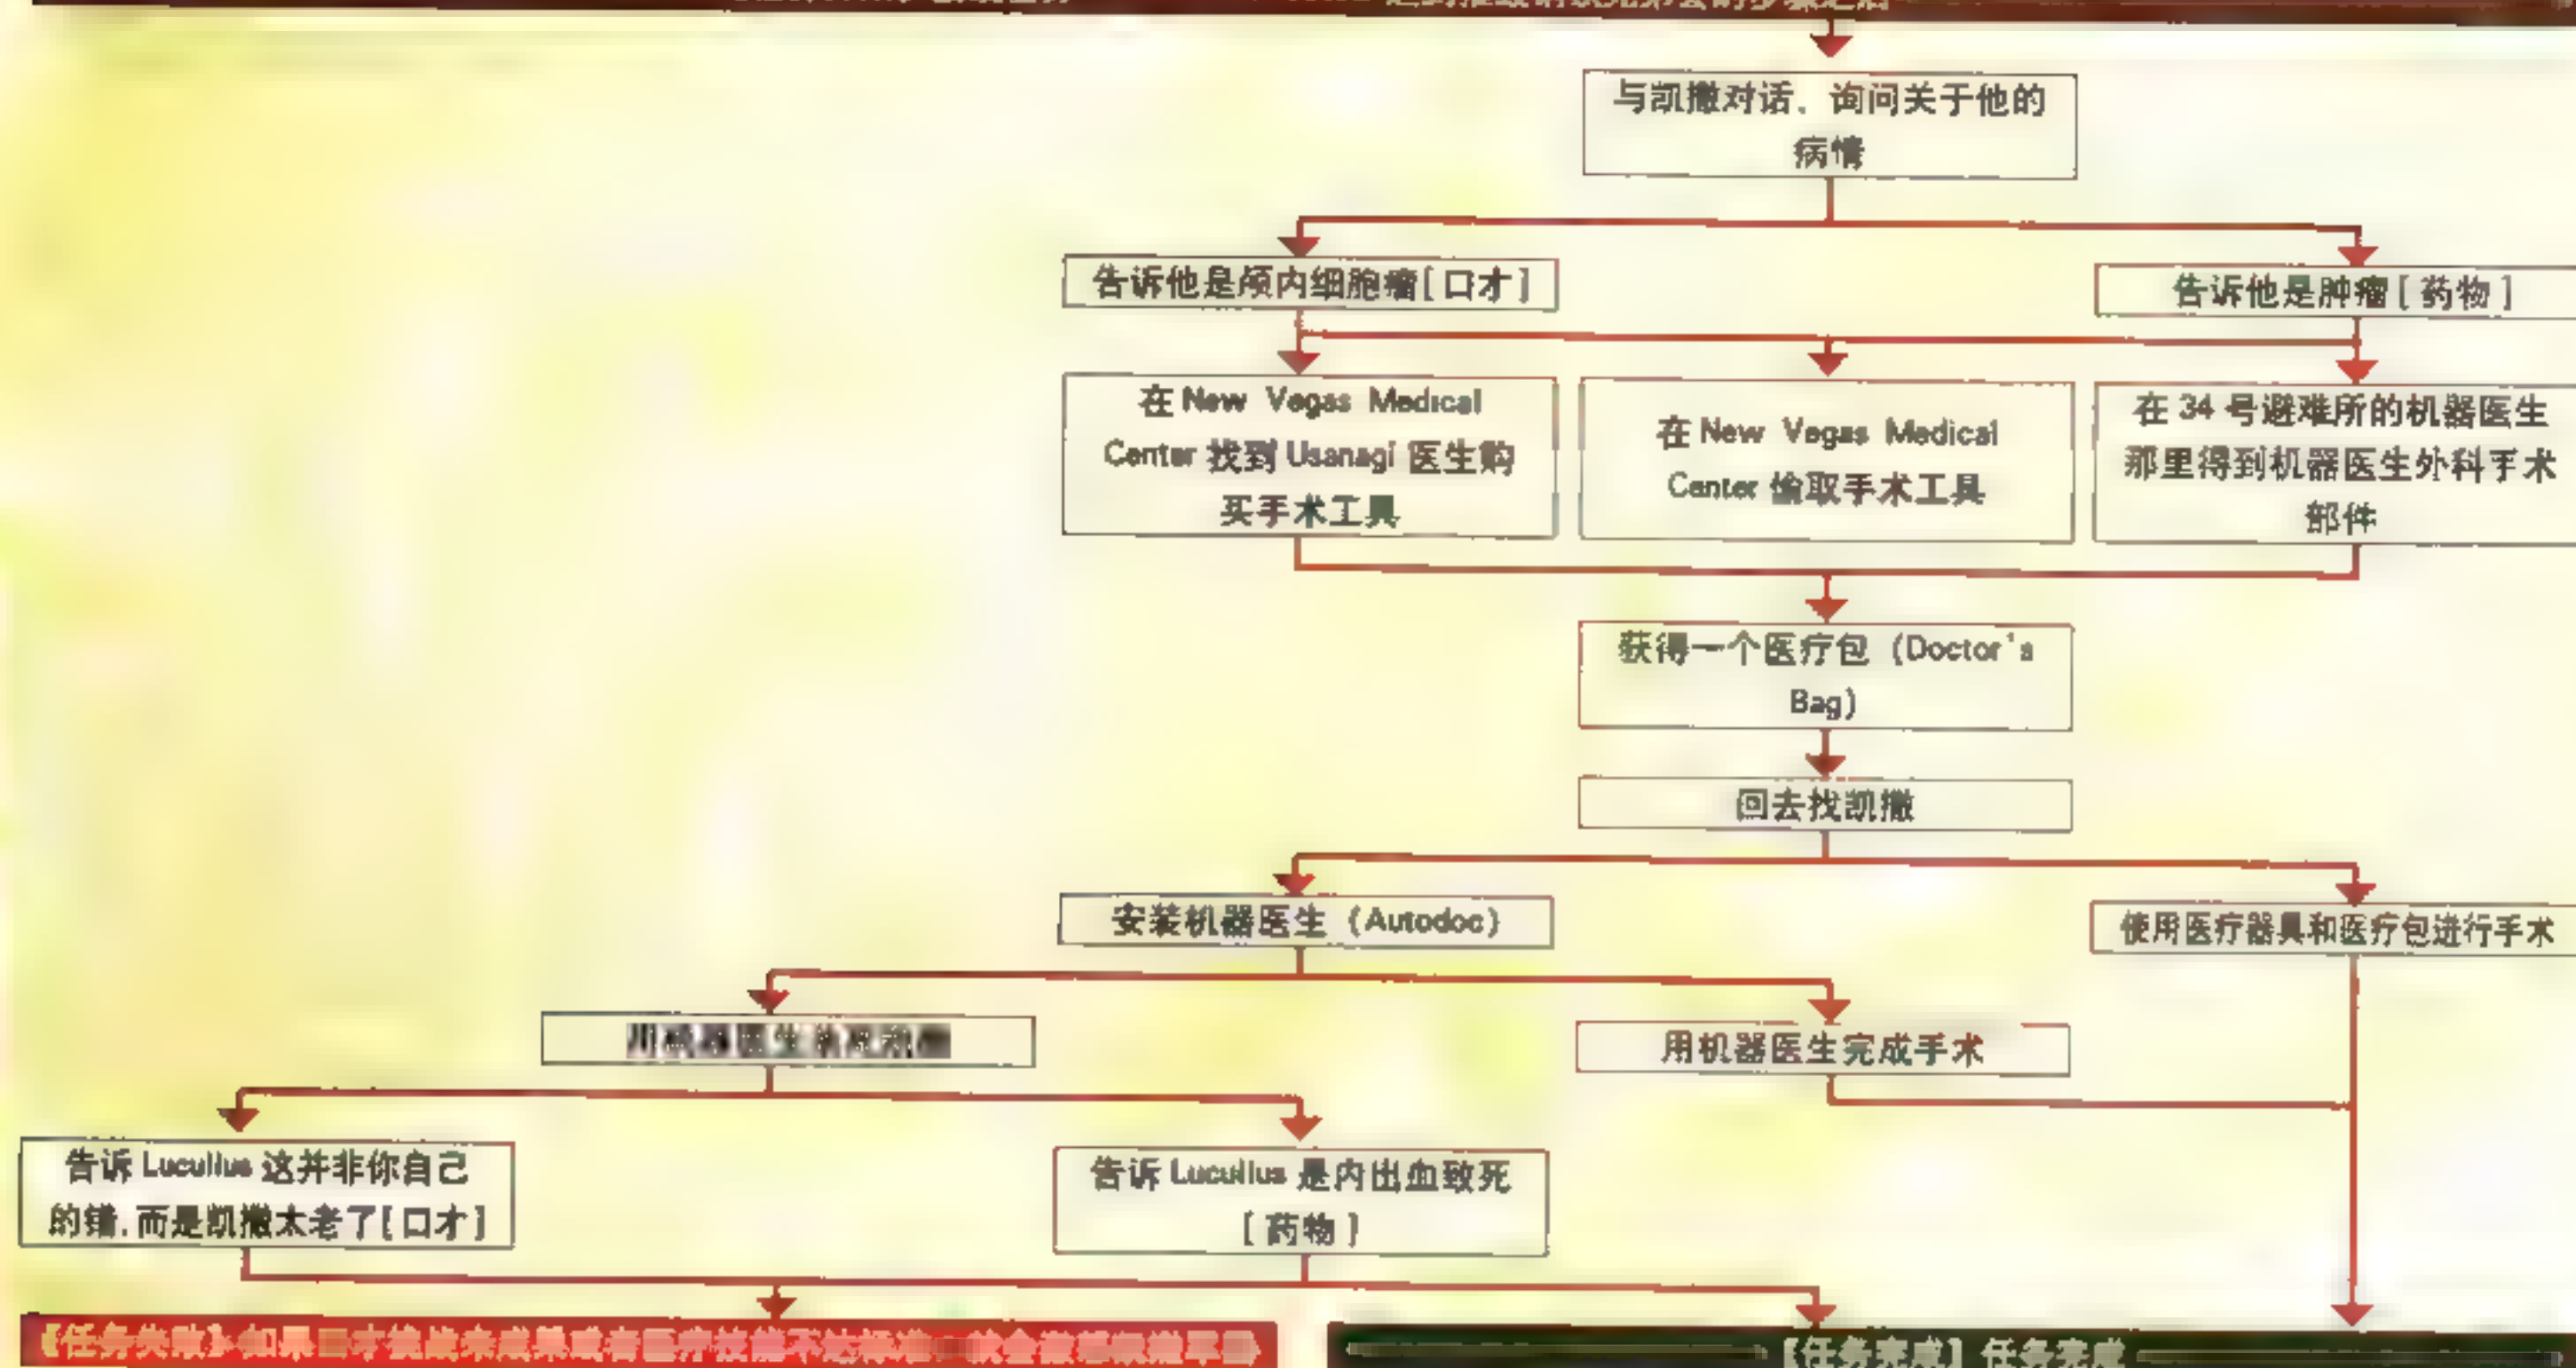 与凯撒对话、询问关于他的
病情
告诉他是颅内细胞瘤[口才]
告诉他是肿瘤[药物]
在 New Vegas Medical
Center 找到 Usanagi 医生购
买手术工具
在 New Vegas Medical
Center 偷取手术工具
在 34 号避难所的机器医生
那里得到机器医生外科手术
部件
获得一个医疗包 (Doctor's
Bag)
回去找凯撒
安装机器医生 (Autodoc)
使用医疗器具和医疗包进行手术
用机器医生完成手术
告诉 Lucullus 这并非你自己
的错,而是凯撒太老了[口才]
告诉 Lucullus 是内出血致死
[药物]
【任务完成】任务完成